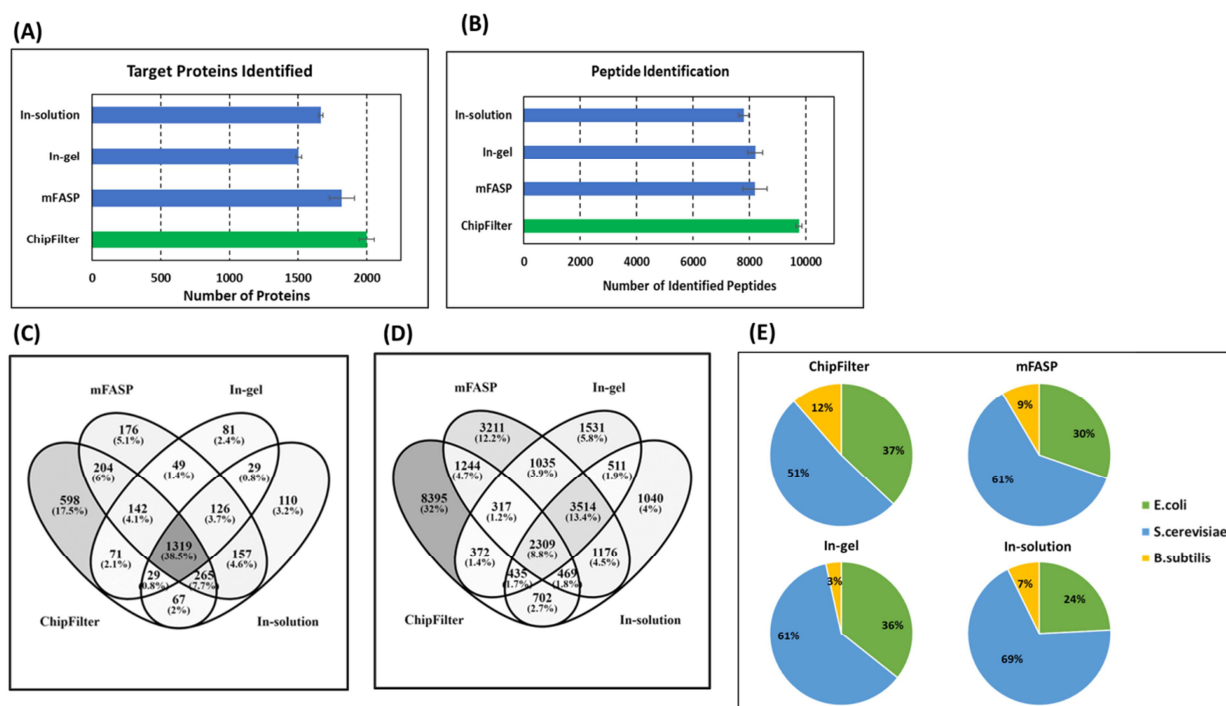 (A)
Target Proteins Identified
In-solution
In-gel
mFASP
ChipFilter
0 500 1000 1500 2000
Number of Proteins
(B)
Peptide Identification
In-solution
In-gel
mFASP
ChipFilter
0 2000 4000 6000 8000 10000
Number of Identified Peptides
(C)
mFASP In-gel
176
(5.1%)
81
(2.4%)
204
(6%)
49
(1.4%)
29
(0.8%)
598
(17.5%)
142
(4.1%)
126
(3.7%)
110
(3.2%)
1319
(38.5%)
71
(2.1%)
157
(4.6%)
29
(0.8%)
265
(7.7%)
67
(2%)
ChipFilter In-solution
(D)
mFASP In-gel
3211
(12.2%)
1531
(5.8%)
1244
(4.7%)
1035
(3.9%)
511
(1.9%)
8395
(32%)
317
(1.2%)
3514
(13.4%)
1040
(4%)
2309
(8.8%)
372
(1.4%)
1176
(4.5%)
435
(1.7%)
469
(1.8%)
702
(2.7%)
ChipFilter In-solution
(E)
ChipFilter
12%
37%
51%
mFASP
9%
30%
61%
In-gel
3%
36%
61%
In-solution
7%
24%
69%
E.coli
S.cerevisiae
B.subtilis